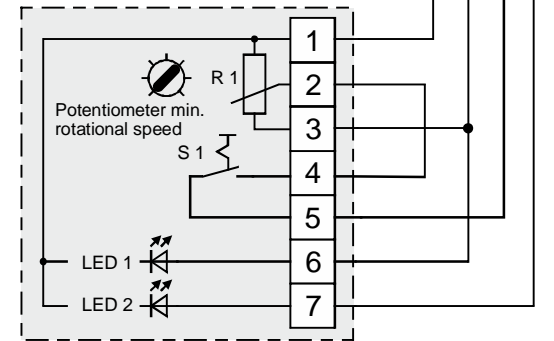 1
R 1
2
Potentiometer min.
rotational speed
3
S 1
4
5
LED 1
6
LED 2
7